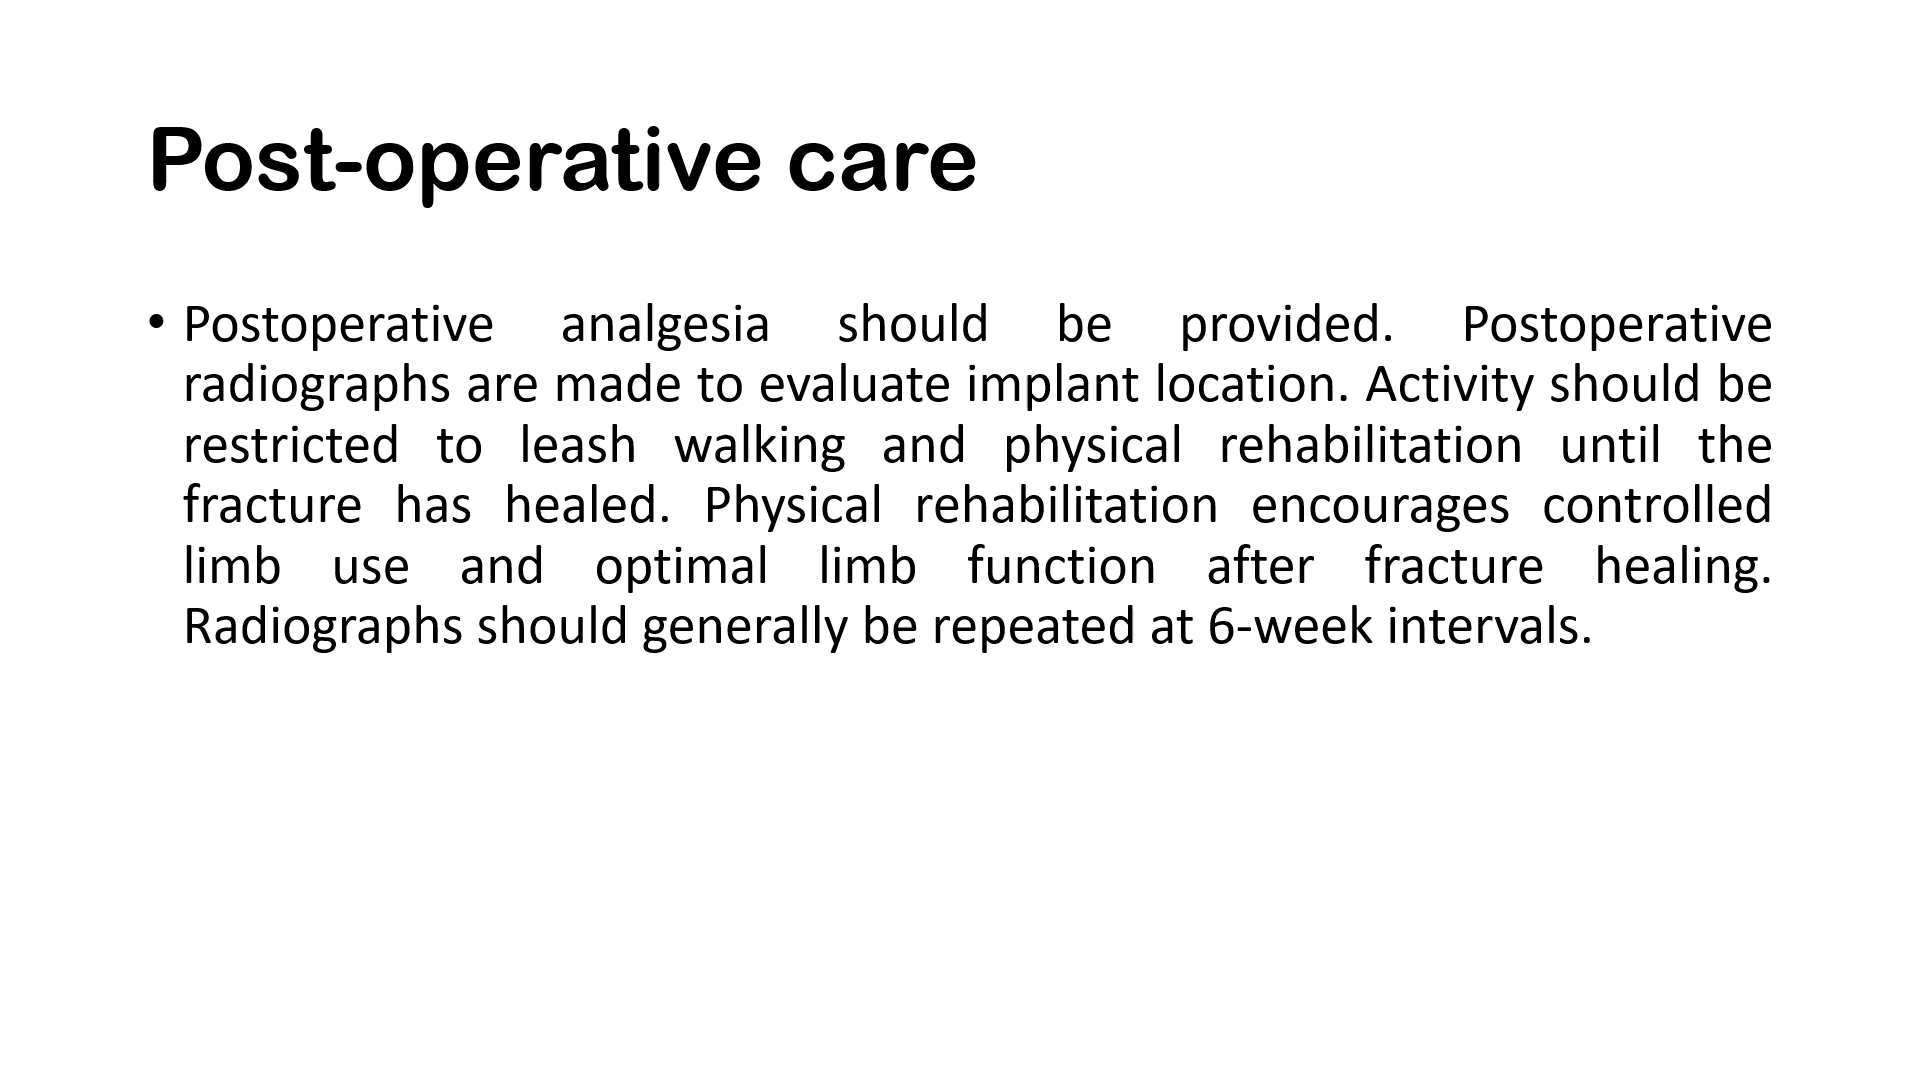 Post-operative care
• Postoperative analgesia should be provided. Postoperative
radiographs are made to evaluate implant location. Activity should be
restricted to leash walking and physical rehabilitation until the
fracture has healed. Physical rehabilitation encourages controlled
limb use and optimal limb function after fracture healing.
Radiographs should generally be repeated at 6-week intervals.